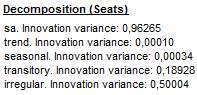 Decomposition (Seats)
sa. Innovation variance: 0,96265
trend. Innovation variance: 0,00010
seasonal. Innovation variance: 0,00034
transitory. Innovation variance: 0,18928
irregular. Innovation variance: 0,50004